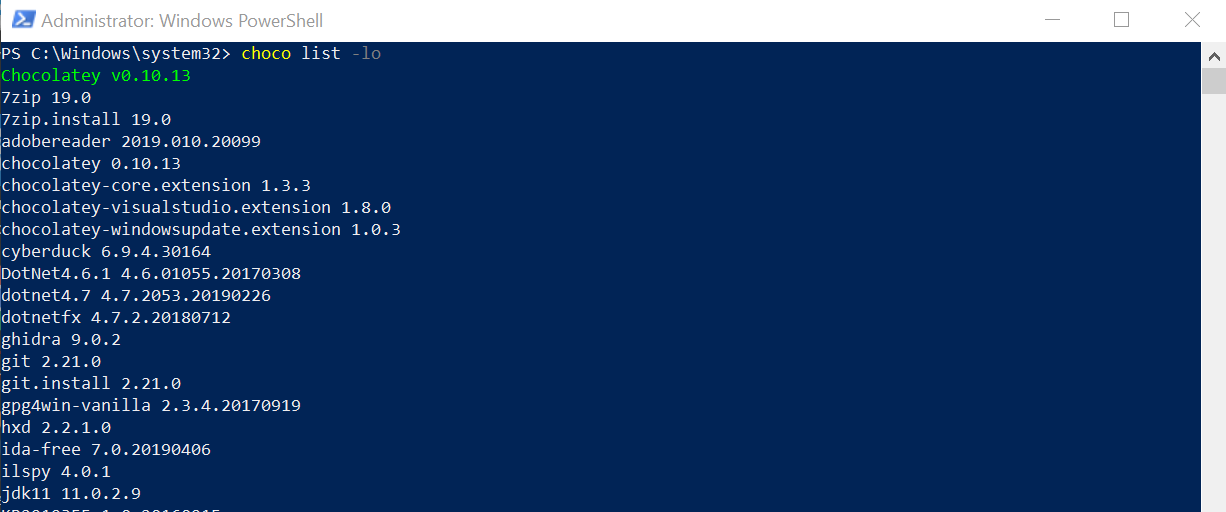 Administrator: Windows PowerShell
PS C:\Windows\system32> choco list -lo
Chocolatey v0.10.13
7zip 19.0
7zip.install 19.0
adobereader 2019.010.20099
chocolatey 0.10.13
chocolatey-core.extension 1.3.3
chocolatey-visualstudio.extension 1.8.0
chocolatey-windowsupdate.extension 1.0.3
cyberduck 6.9.4.30164
DotNet4.6.1 4.6.01055.20170308
dotnet4.7 4.7.2053.20190226
dotnetfx 4.7.2.20180712
ghidra 9.0.2
git 2.21.0
git.install 2.21.0
gpg4win-vanilla 2.3.4.20170919
hxd 2.2.1.0
ida-free 7.0.20190406
ilspy 4.0.1
jdk11 11.0.2.9